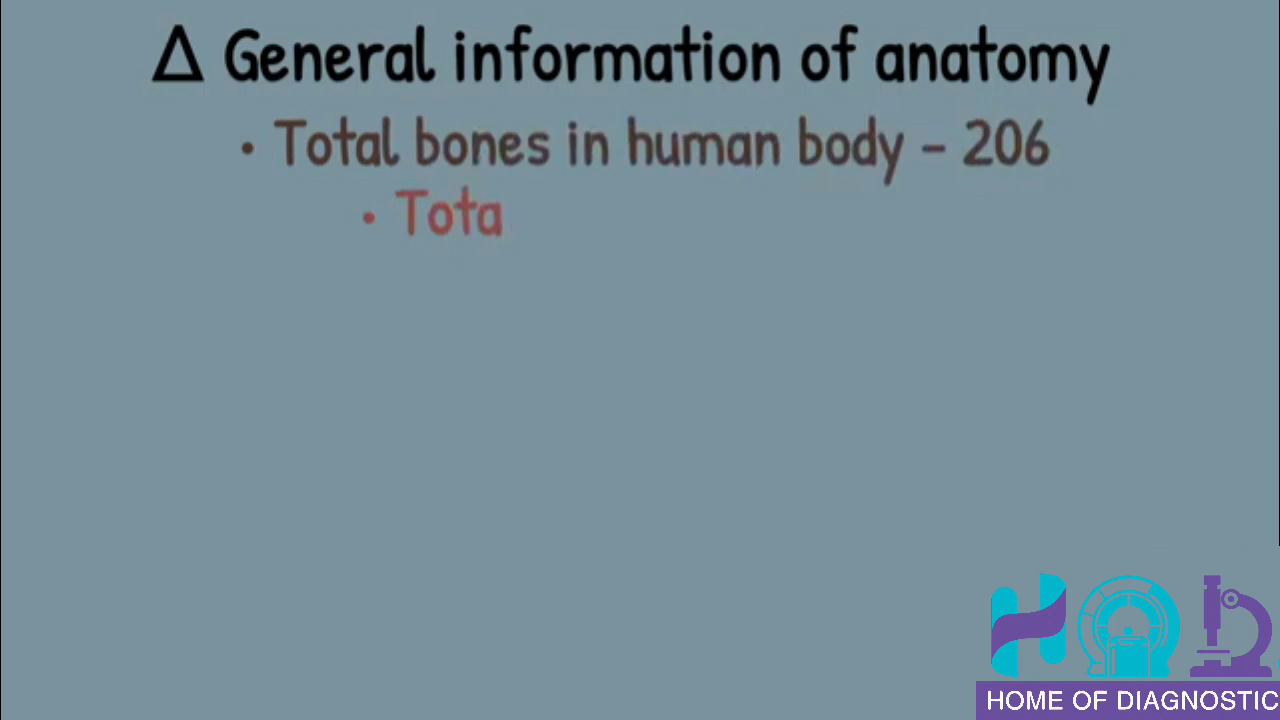 Δ General information of anatomy
• Total bones in human body - 206
• Tota
HOME OF DIAGNOSTIC